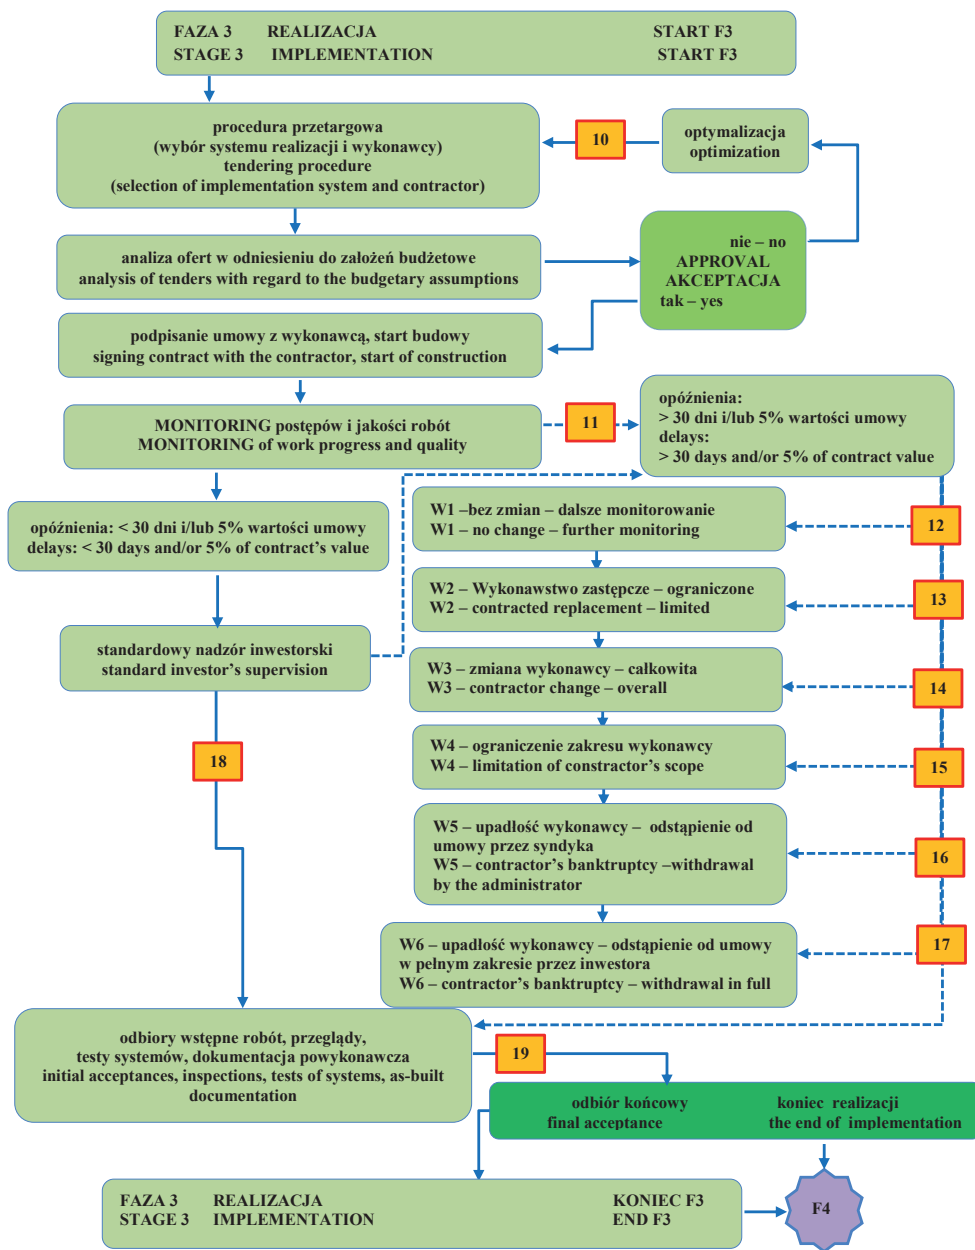 FAZA 3 REALIZACJA START F3
STAGE 3 IMPLEMENTATION START F3
procedura przetargowa
(wybór systemu realizacji i wykonawcy)
tendering procedure
(selection of implementation system and contractor)
10
optymalizacja
optimization
analiza ofert w odniesieniu do założeń budżetowe
analysis of tenders with regard to the budgetary assumptions
nie – no
APPROVAL
AKCEPTACJA
tak – yes
podpisanie umowy z wykonawcą, start budowy
signing contract with the contractor, start of construction
MONITORING postępów i jakości robót
MONITORING of work progress and quality
11
opóźnienia:
> 30 dni i/lub 5% wartości umowy
delays:
> 30 days and/or 5% of contract value
opóźnienia: < 30 dni i/lub 5% wartości umowy
delays: < 30 days and/or 5% of contract's value
W1 –bez zmian – dalsze monitorowanie
W1 – no change – further monitoring
12
W2 – Wykonawstwo zastępcze – ograniczone
W2 – contracted replacement – limited
13
standardowy nadzór inwestorski
standard investor's supervision
W3 – zmiana wykonawcy – całkowita
W3 – contractor change – overall
14
18
W4 – ograniczenie zakresu wykonawcy
W4 – limitation of constractor's scope
15
W5 – upadłość wykonawcy – odstąpienie od
umowy przez syndyka
W5 – contractor's banktruptcy –withdrawal
by the administrator
16
W6 – upadłość wykonawcy – odstąpienie od umowy
w pełnym zakresie przez inwestora
W6 – contractor's banktruptcy – withdrawal in full
17
odbiory wstępne robót, przeglądy,
testy systemów, dokumentacja powykonawcza
initial acceptances, inspections, tests of systems, as-built
documentation
19
odbiór końcowy koniec realizacji
final acceptance the end of implementation
FAZA 3 REALIZACJA KONIEC F3
STAGE 3 IMPLEMENTATION END F3
F4